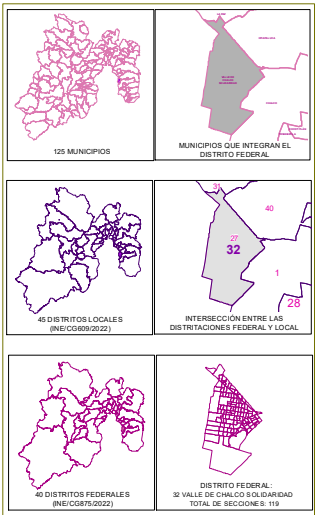 125 MUNICIPIOS
MUNICIPIOS QUE INTEGRAN EL
DISTRITO FEDERAL
31
40
27
32
1
28
45 DISTRITOS LOCALES
(INE/CG609/2022)
INTERSECCIÓN ENTRE LAS
DISTRITACIONES FEDERAL Y LOCAL
40 DISTRITOS FEDERALES
(INE/CG875/2022)
DISTRITO FEDERAL:
32 VALLE DE CHALCO SOLIDARIDAD
TOTAL DE SECCIONES: 119